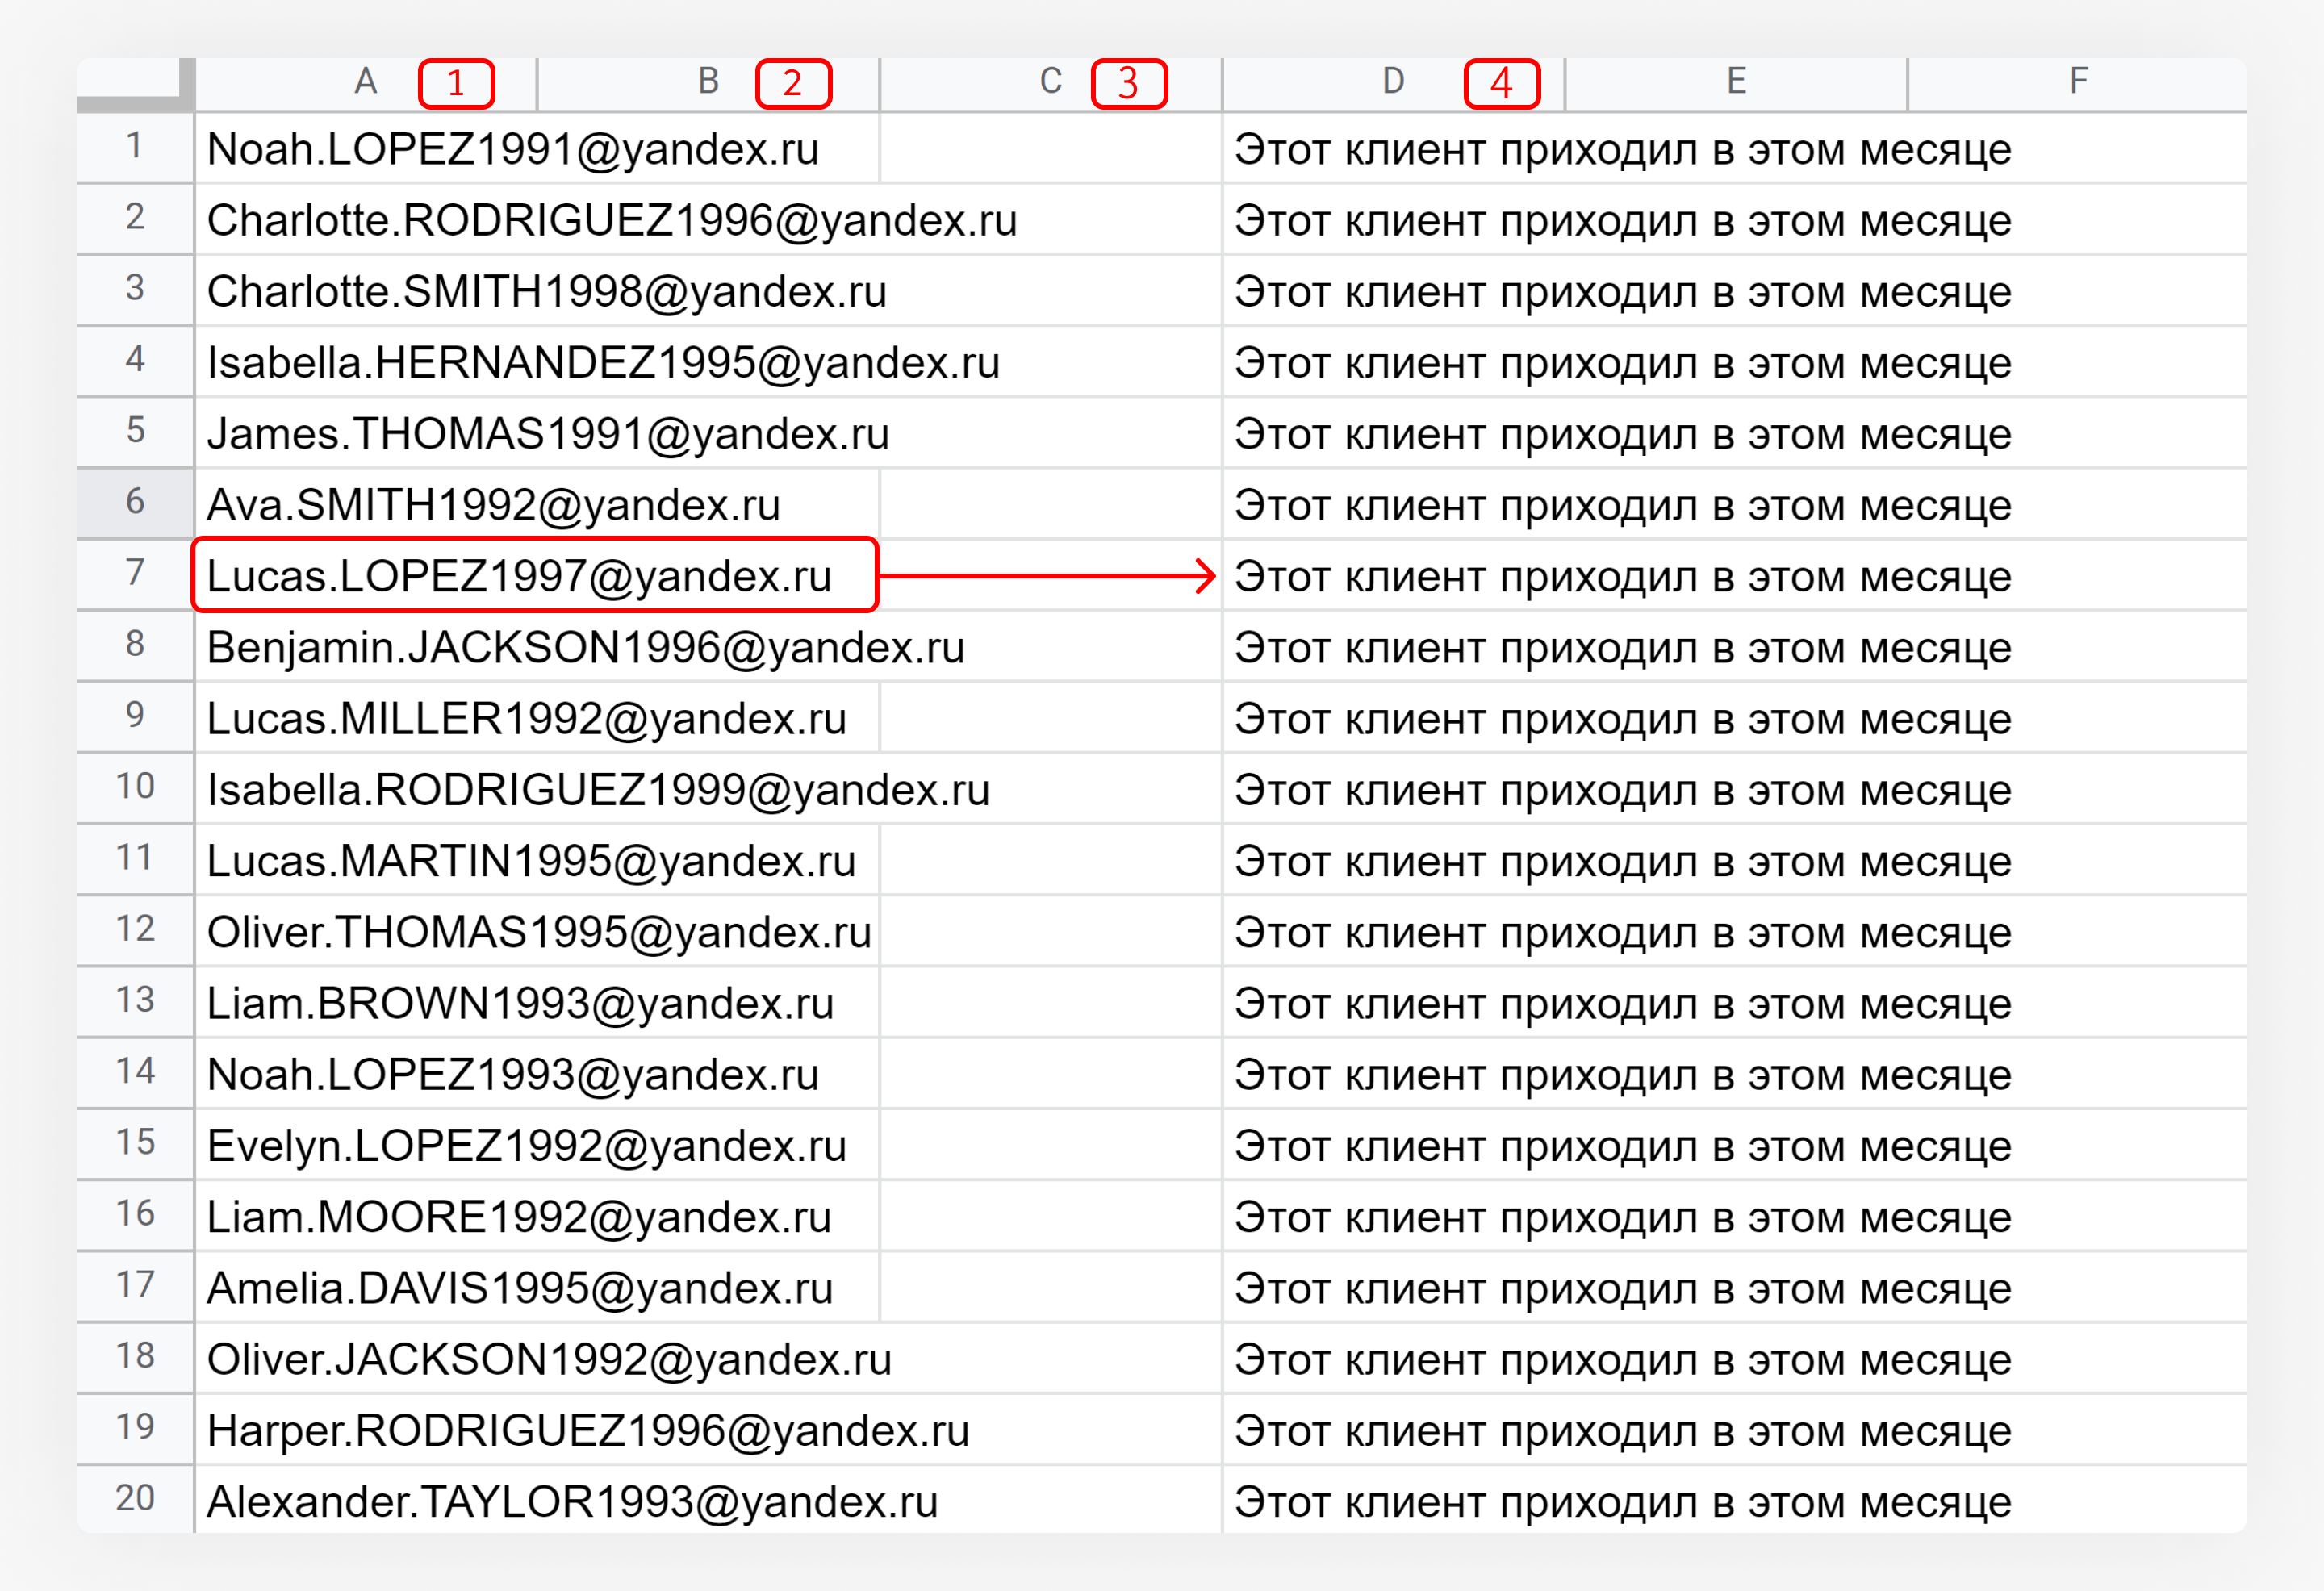 A 1 B 2 C 3 D 4 E F
1 Noah.LOPEZ1991@yandex.ru Этот клиент приходил в этом месяце
2 Charlotte.RODRIGUEZ1996@yandex.ru Этот клиент приходил в этом месяце
3 Charlotte.SMITH1998@yandex.ru Этот клиент приходил в этом месяце
4 Isabella.HERNANDEZ1995@yandex.ru Этот клиент приходил в этом месяце
5 James.THOMAS1991@yandex.ru Этот клиент приходил в этом месяце
6 Ava.SMITH1992@yandex.ru Этот клиент приходил в этом месяце
7 Lucas.LOPEZ1997@yandex.ru Этот клиент приходил в этом месяце
8 Benjamin.JACKSON1996@yandex.ru Этот клиент приходил в этом месяце
9 Lucas.MILLER1992@yandex.ru Этот клиент приходил в этом месяце
10 Isabella.RODRIGUEZ1999@yandex.ru Этот клиент приходил в этом месяце
11 Lucas.MARTIN1995@yandex.ru Этот клиент приходил в этом месяце
12 Oliver.THOMAS1995@yandex.ru Этот клиент приходил в этом месяце
13 Liam.BROWN1993@yandex.ru Этот клиент приходил в этом месяце
14 Noah.LOPEZ1993@yandex.ru Этот клиент приходил в этом месяце
15 Evelyn.LOPEZ1992@yandex.ru Этот клиент приходил в этом месяце
16 Liam.MOORE1992@yandex.ru Этот клиент приходил в этом месяце
17 Amelia.DAVIS1995@yandex.ru Этот клиент приходил в этом месяце
18 Oliver.JACKSON1992@yandex.ru Этот клиент приходил в этом месяце
19 Harper.RODRIGUEZ1996@yandex.ru Этот клиент приходил в этом месяце
20 Alexander.TAYLOR1993@yandex.ru Этот клиент приходил в этом месяце